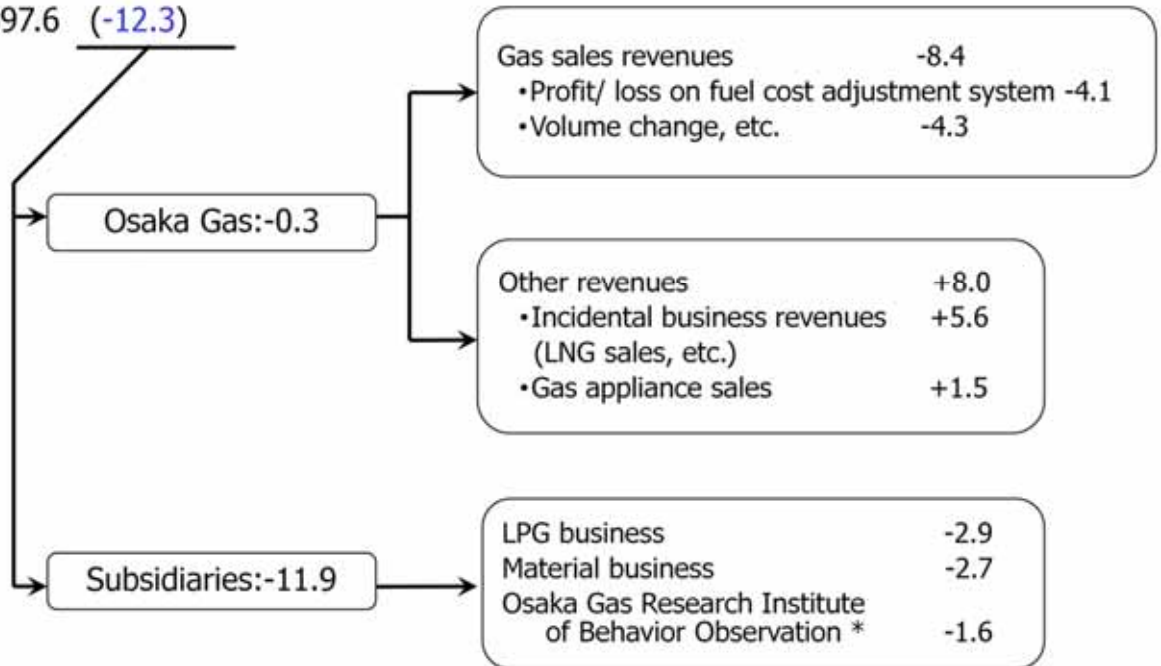 97.6 (-12.3)
Gas sales revenues -8.4
・Profit/ loss on fuel cost adjustment system -4.1
・Volume change, etc. -4.3
Osaka Gas:-0.3
Other revenues +8.0
・Incidental business revenues +5.6
(LNG sales, etc.)
・Gas appliance sales +1.5
Subsidiaries:-11.9
LPG business -2.9
Material business -2.7
Osaka Gas Research Institute
of Behavior Observation * -1.6